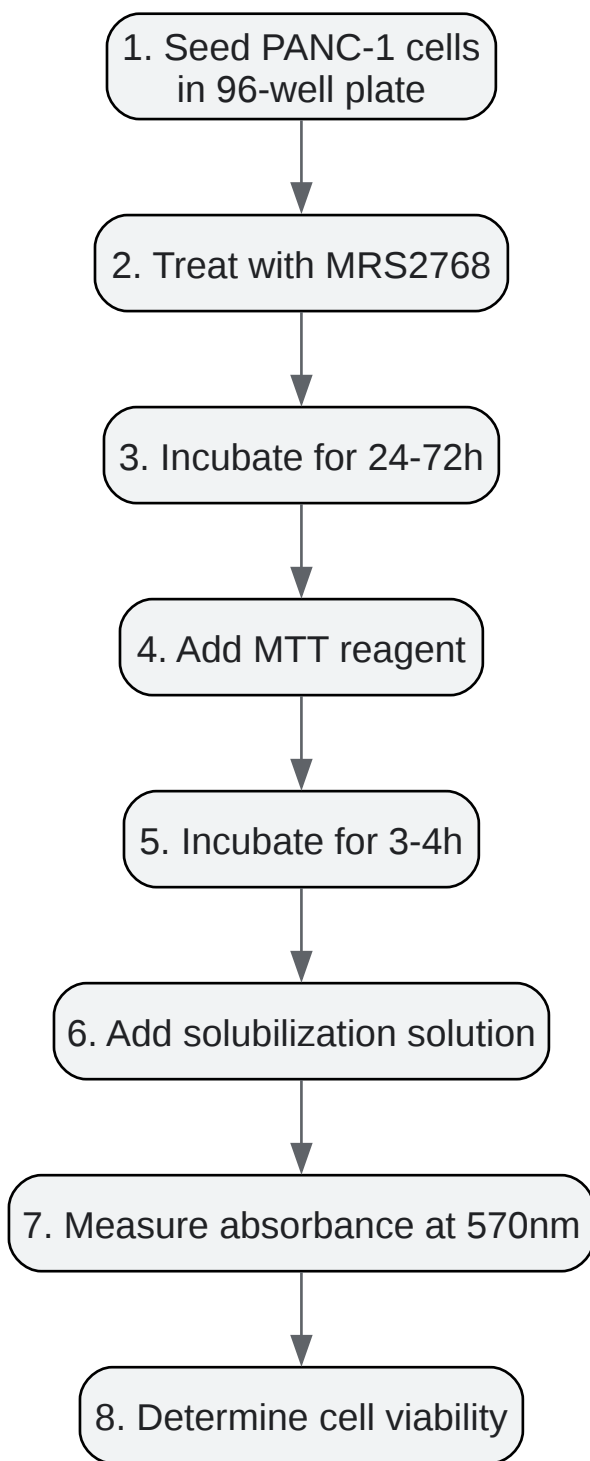 1. Seed PANC-1 cells
in 96-well plate
2. Treat with MRS2768
3. Incubate for 24-72h
4. Add MTT reagent
5. Incubate for 3-4h
6. Add solubilization solution
7. Measure absorbance at 570nm
8. Determine cell viability